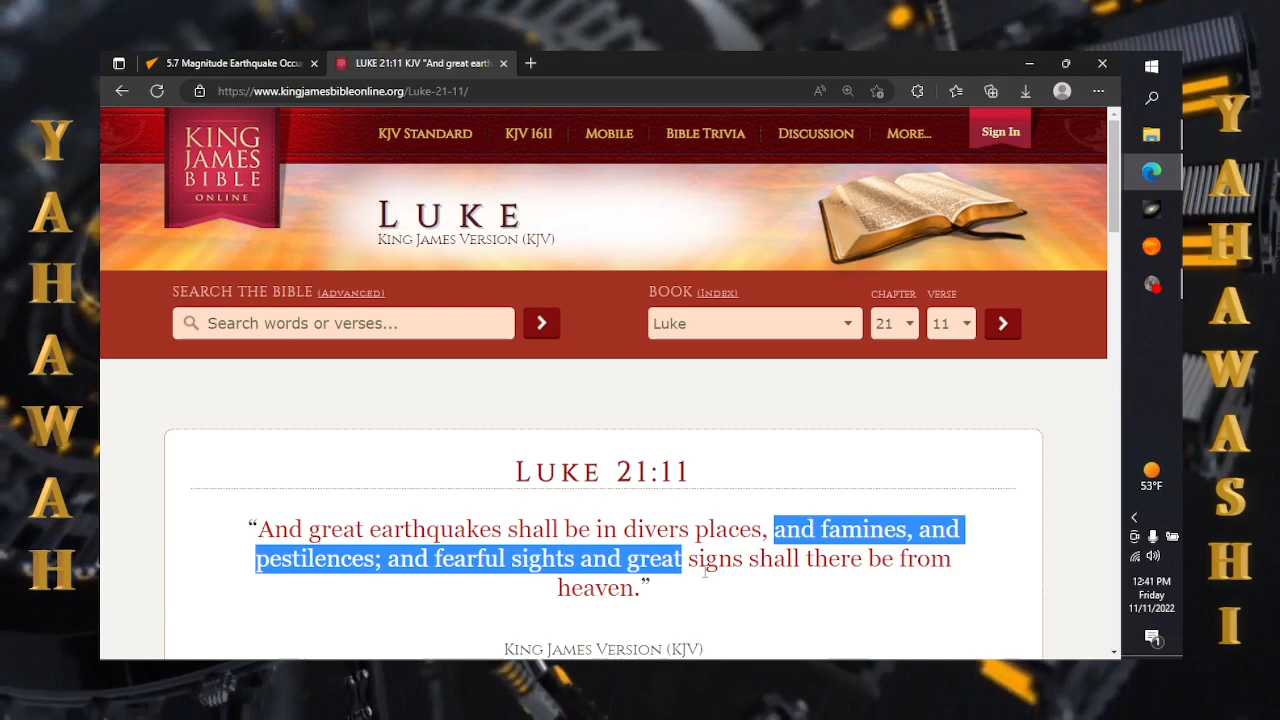 5.7 Magnitude Earthquake Occu
LUKE 21:11 KJV "And great earth
https://www.kingjamesbibleonline.org/Luke-21-11/
KING
JAMES
BIBLE
ONLINE
KJV STANDARD
KJV 1611
MOBILE
BIBLE TRIVIA
DISCUSSION
MORE...
Sign In
LUKE
KING JAMES VERSION (KJV)
SEARCH THE BIBLE (ADVANCED)
Search words or verses...
BOOK (INDEX)
CHAPTER
VERSE
Luke
21
11
LUKE 21:11
“And great earthquakes shall be in divers places, and famines, and
pestilences; and fearful sights and great signs shall there be from
heaven.”
KING JAMES VERSION (KJV)
53°F
12:41 PM
Friday
11/11/2022
1
YAHAWAH
YAHAWASHI